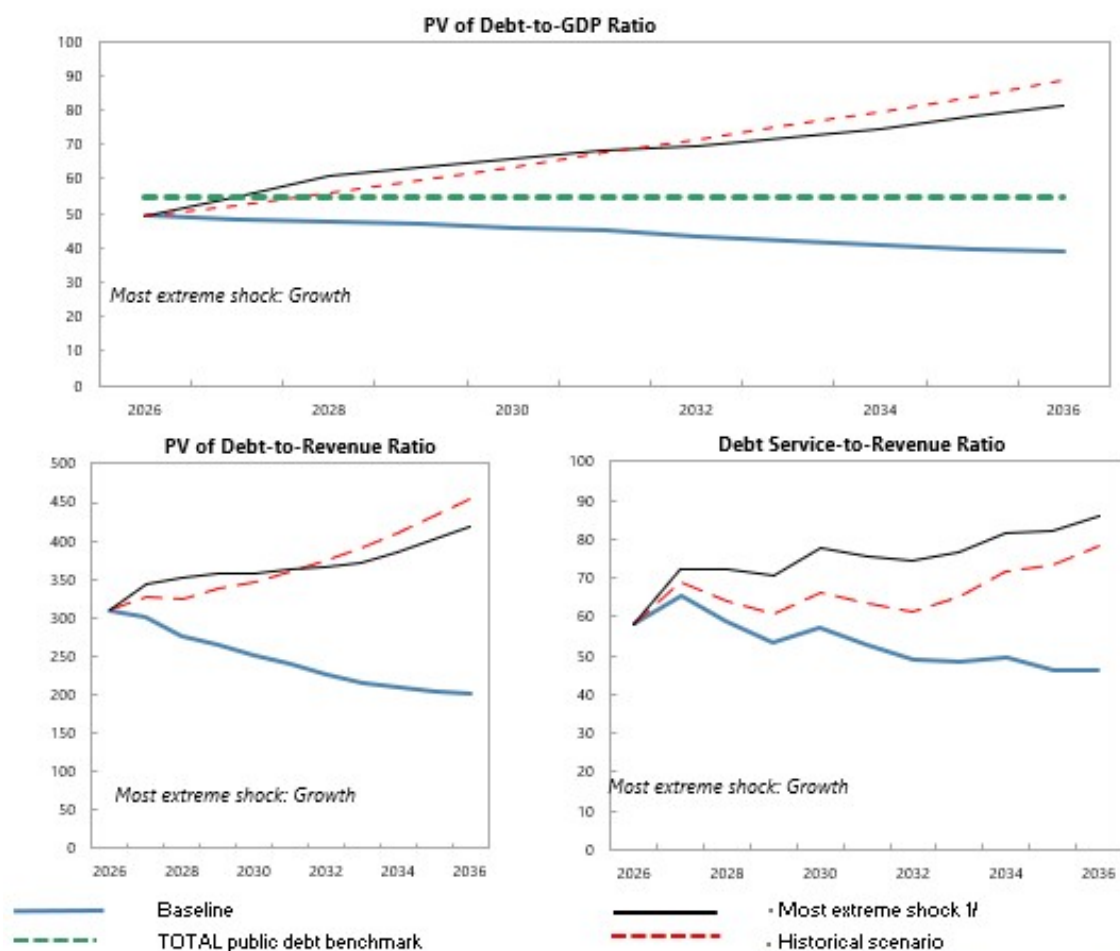 PV of Debt-to-GDP Ratio
100
90
80
70
60
50
40
30
20
10
0
Most extreme shock: Growth
2026 2028 2030 2032 2034 2036
PV of Debt-to-Revenue Ratio
500
450
400
350
300
250
200
150
100
50
0
Most extreme shock: Growth
2026 2028 2030 2032 2034 2036
Debt Service-to-Revenue Ratio
100
90
80
70
60
50
40
30
20
10
0
Most extreme shock: Growth
2026 2028 2030 2032 2034 2036
Baseline
Most extreme shock 1/
TOTAL public debt benchmark
Historical scenario